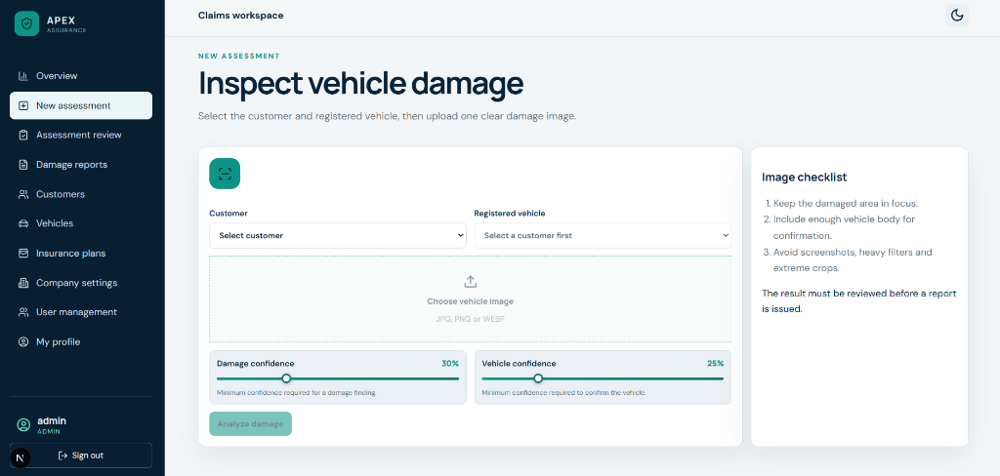 APEX
ASSURANCE
Overview
New assessment
Assessment review
Damage reports
Customers
Vehicles
Insurance plans
Company settings
User management
My profile
admin
ADMIN
N
Sign out
Claims workspace
NEW ASSESSMENT
Inspect vehicle damage
Select the customer and registered vehicle, then upload one clear damage image.
Customer
Select customer
Registered vehicle
Select a customer first
Choose vehicle image
JPG, PNG or WEBP
Damage confidence 30%
Minimum confidence required for a damage finding.
Vehicle confidence 25%
Minimum confidence required to confirm the vehicle.
Analyze damage
Image checklist
1. Keep the damaged area in focus.
2. Include enough vehicle body for
confirmation.
3. Avoid screenshots, heavy filters and
extreme crops.
The result must be reviewed before a report
is issued.